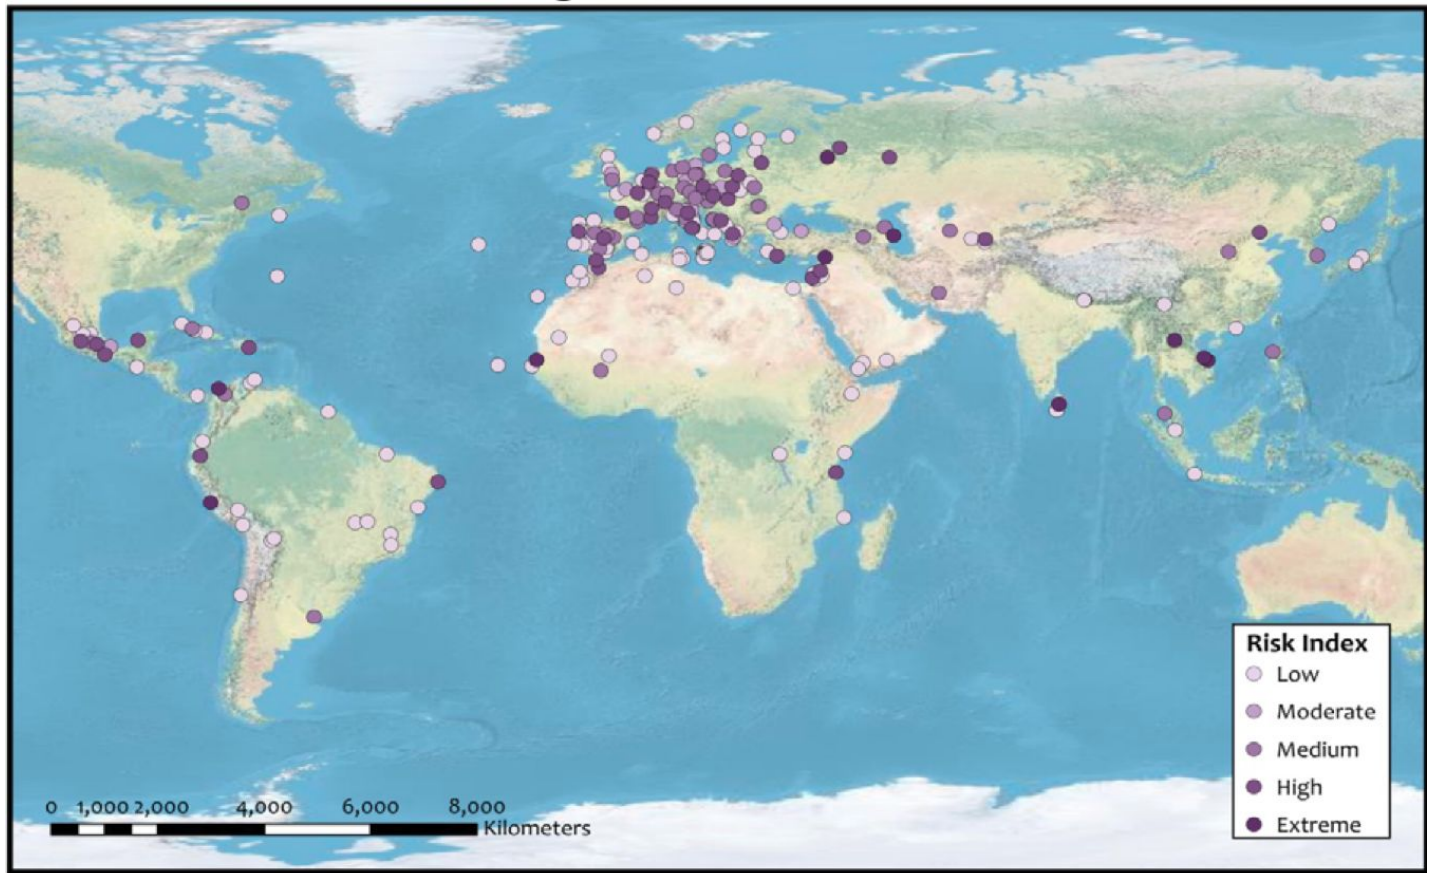 Risk Index
Low
Moderate
Medium
High
Extreme
0 1,000 2,000 4,000 6,000 8,000
Kilometers